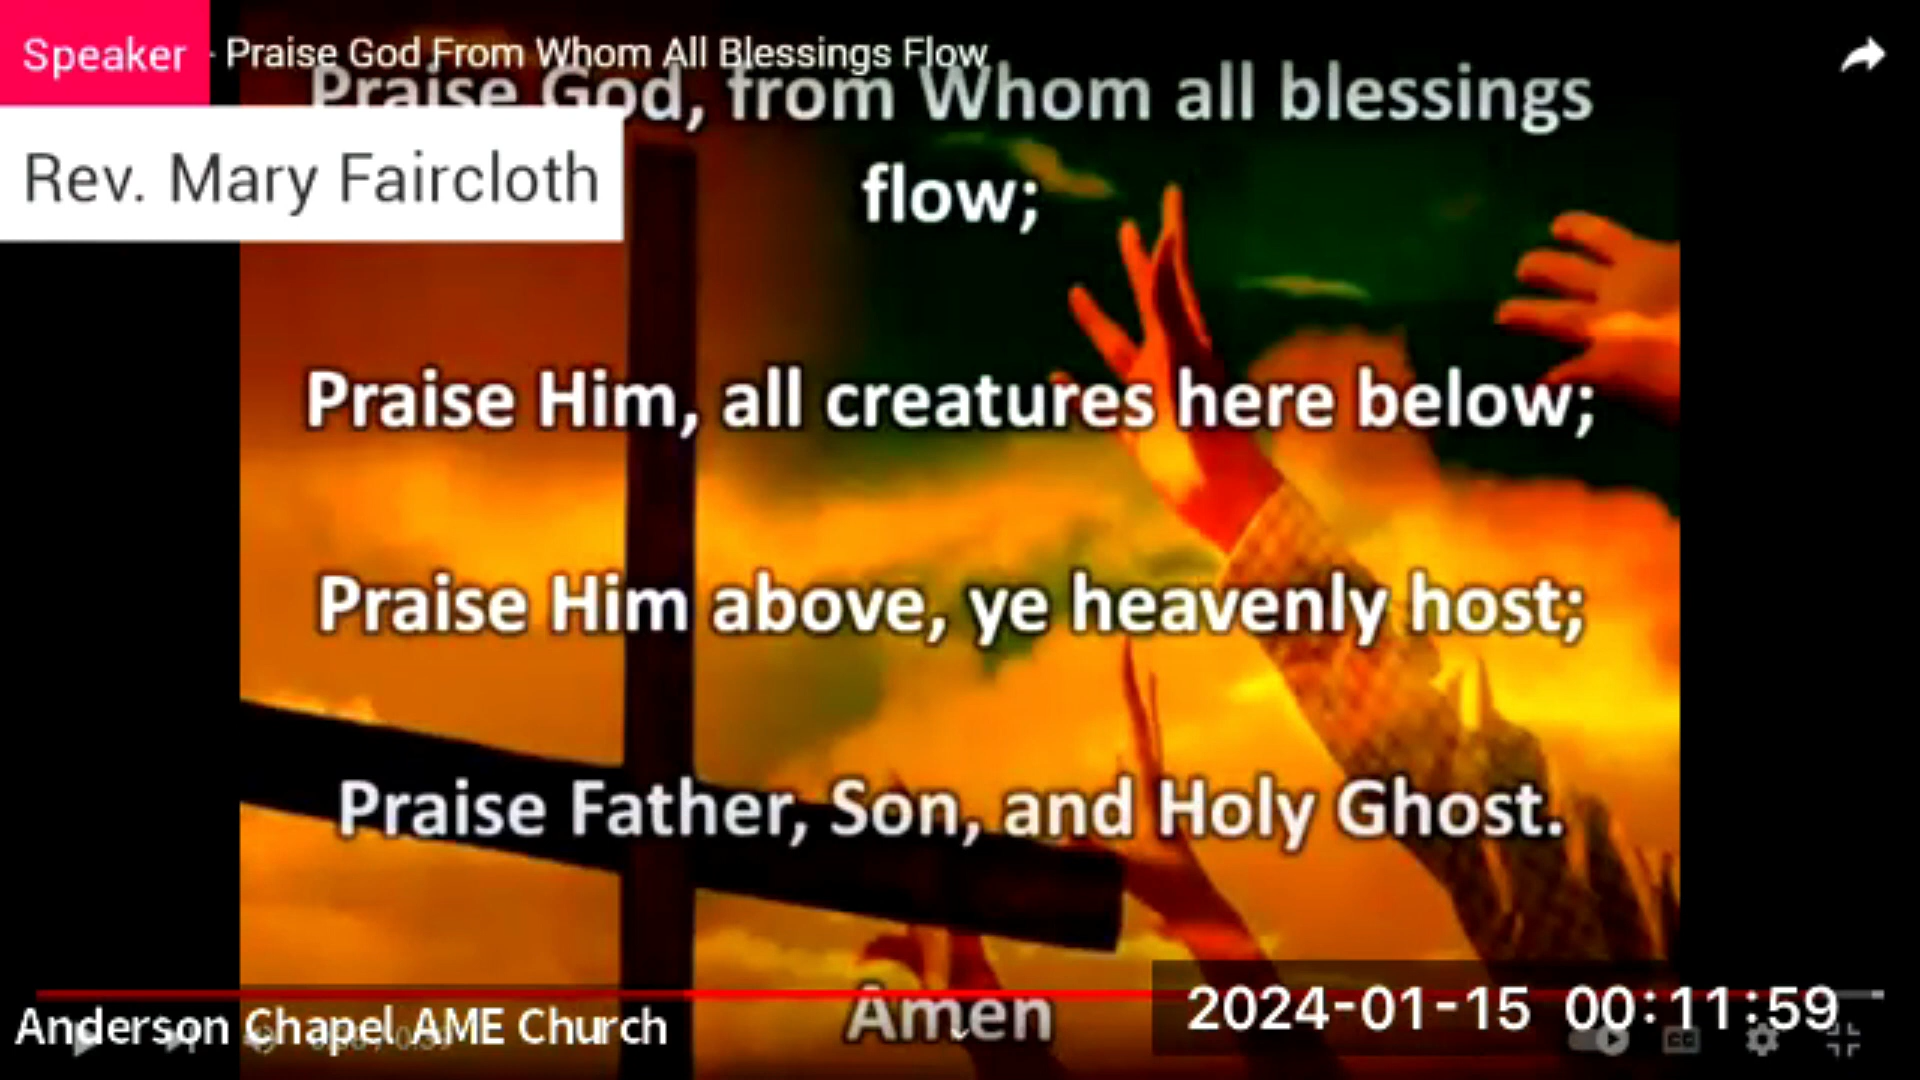 Speaker
- Praise God From Whom All Blessings Flow
Praise God, from Whom all blessings
flow;
Rev. Mary Faircloth
Praise Him, all creatures here below;
Praise Him above, ye heavenly host;
Praise Father, Son, and Holy Ghost.
Amen
2024-01-15 00:11:59
Anderson Chapel AME Church
CC